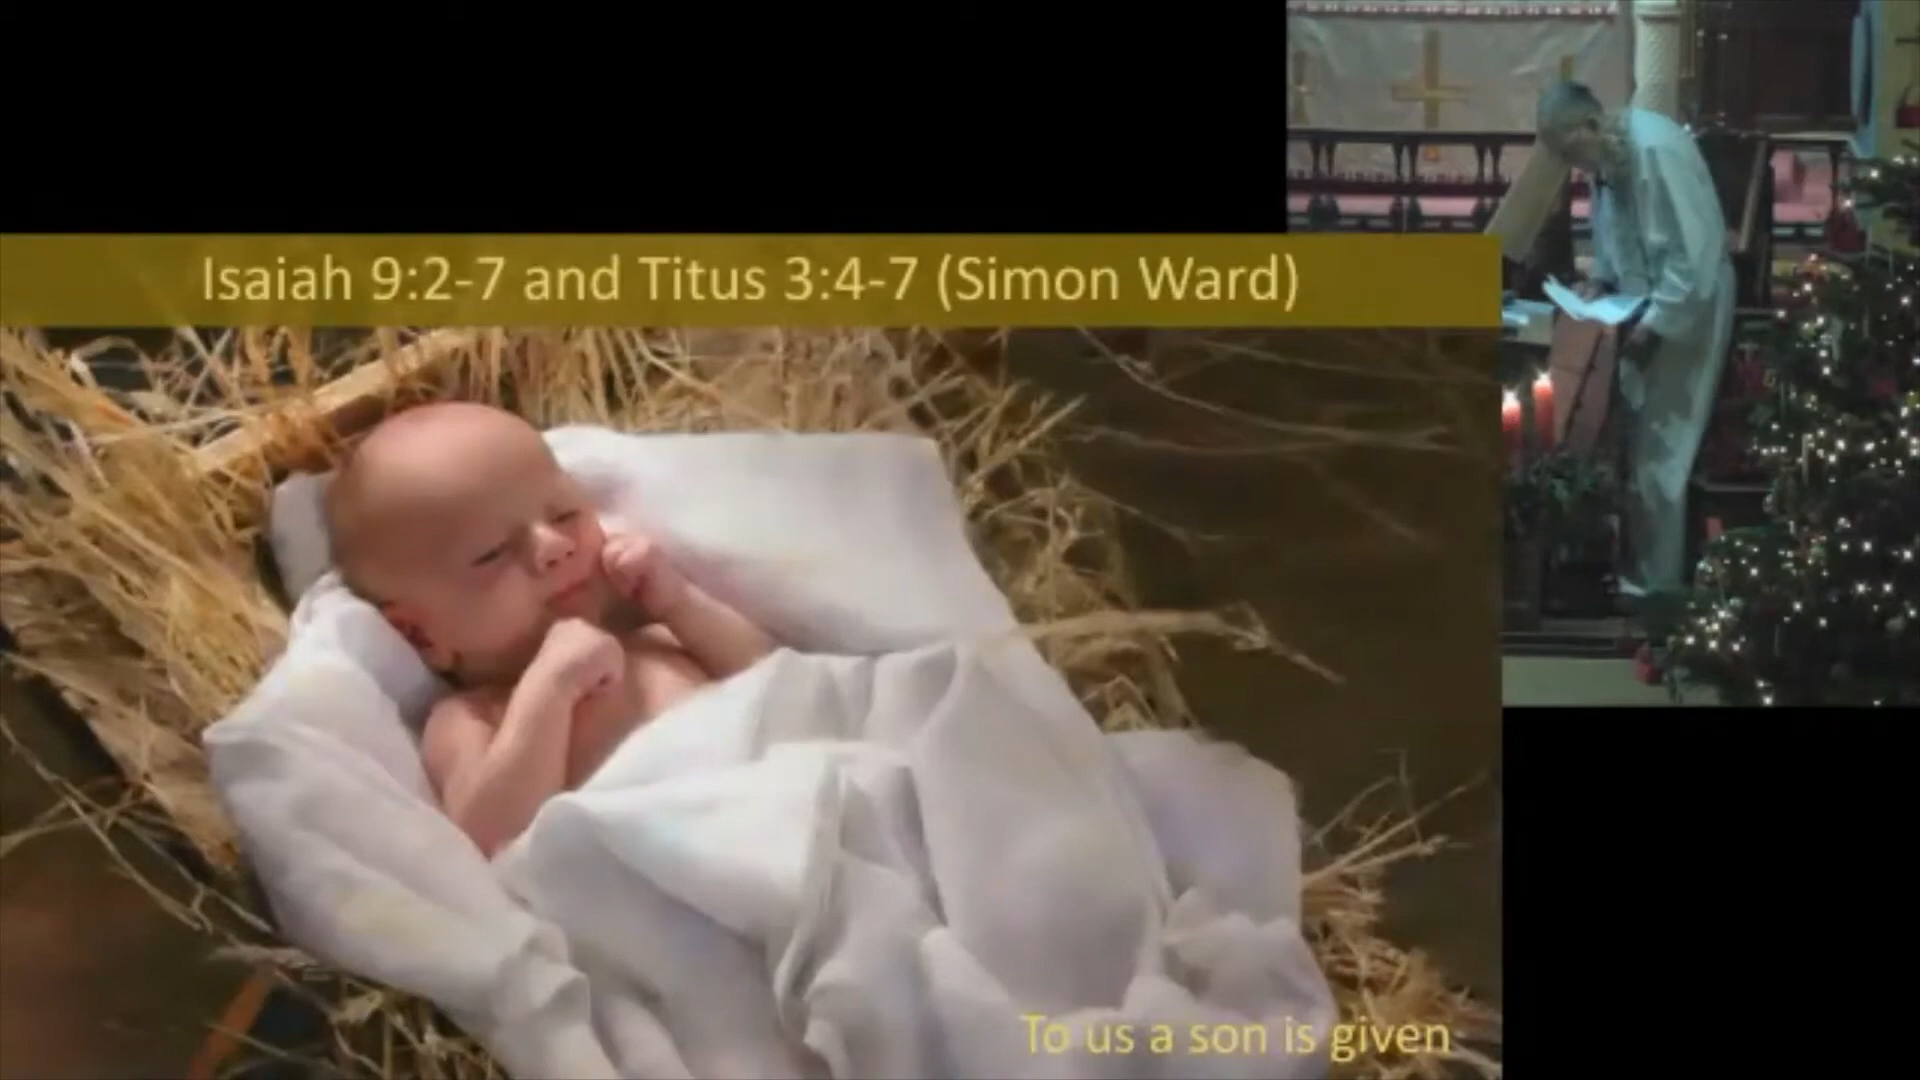 Isaiah 9:2-7 and Titus 3:4-7 (Simon Ward)
To us a son is given